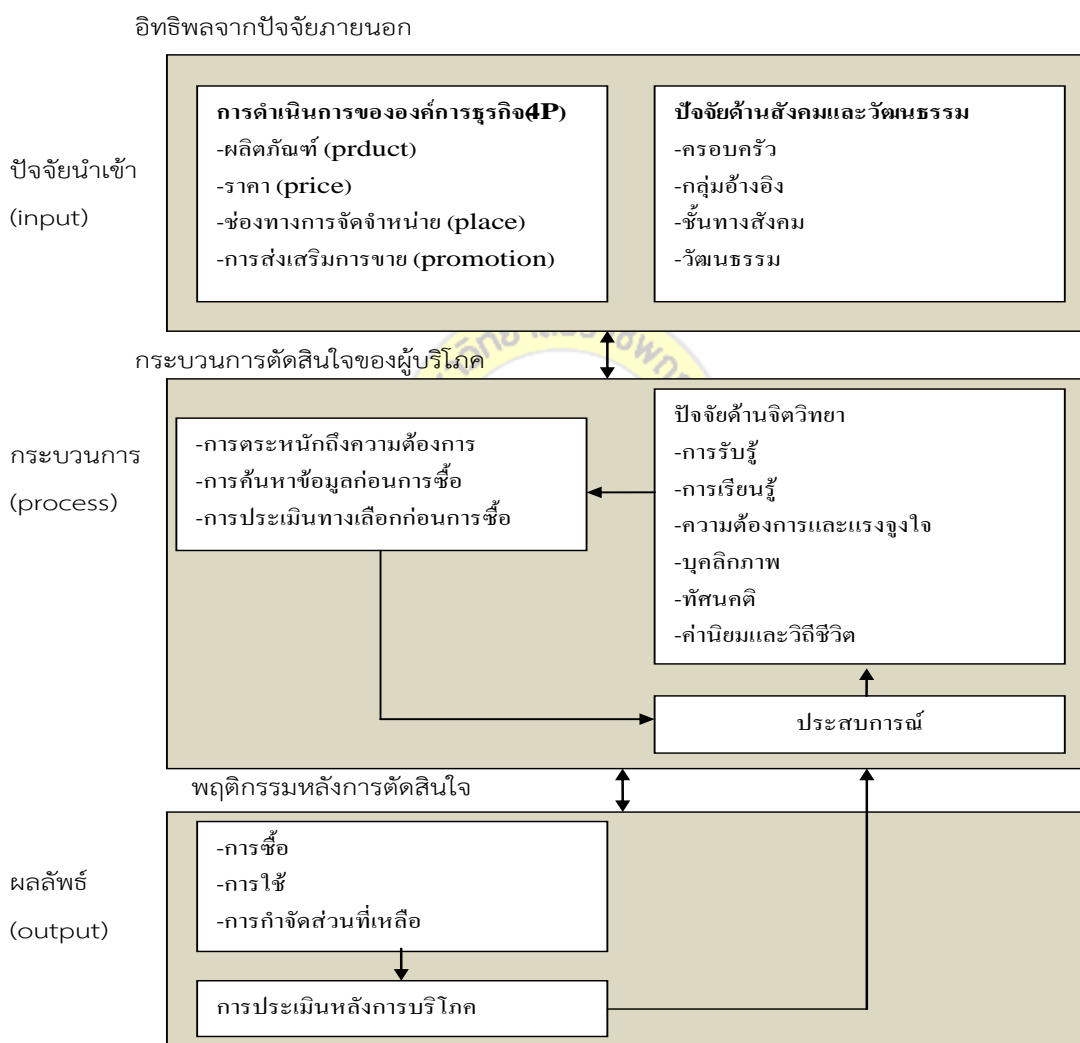 อิทธิพลจากปัจจัยภายนอก
ปัจจัยนำเข้า
(input)
การดำเนินการขององค์การธุรกิจ(4P)
-ผลิตภัณฑ์ (prduct)
-ราคา (price)
-ช่องทางการจัดจำหน่าย (place)
-การส่งเสริมการขาย (promotion)
ปัจจัยด้านสังคมและวัฒนธรรม
-ครอบครัว
-กลุ่มอ้างอิง
-ชั้นทางสังคม
-วัฒนธรรม
กระบวนการตัดสินใจของผู้บริโภค
กระบวนการ
(process)
-การตระหนักถึงความต้องการ
-การค้นหาข้อมูลก่อนการซื้อ
-การประเมินทางเลือกก่อนการซื้อ
ปัจจัยด้านจิตวิทยา
-การรับรู้
-การเรียนรู้
-ความต้องการและแรงจูงใจ
-บุคลิกภาพ
-ทัศนคติ
-ค่านิยมและวิถีชีวิต
ประสบการณ์
พฤติกรรมหลังการตัดสินใจ
ผลลัพธ์
(output)
-การซื้อ
-การใช้
-การกำจัดส่วนที่เหลือ
การประเมินหลังการบริโภค